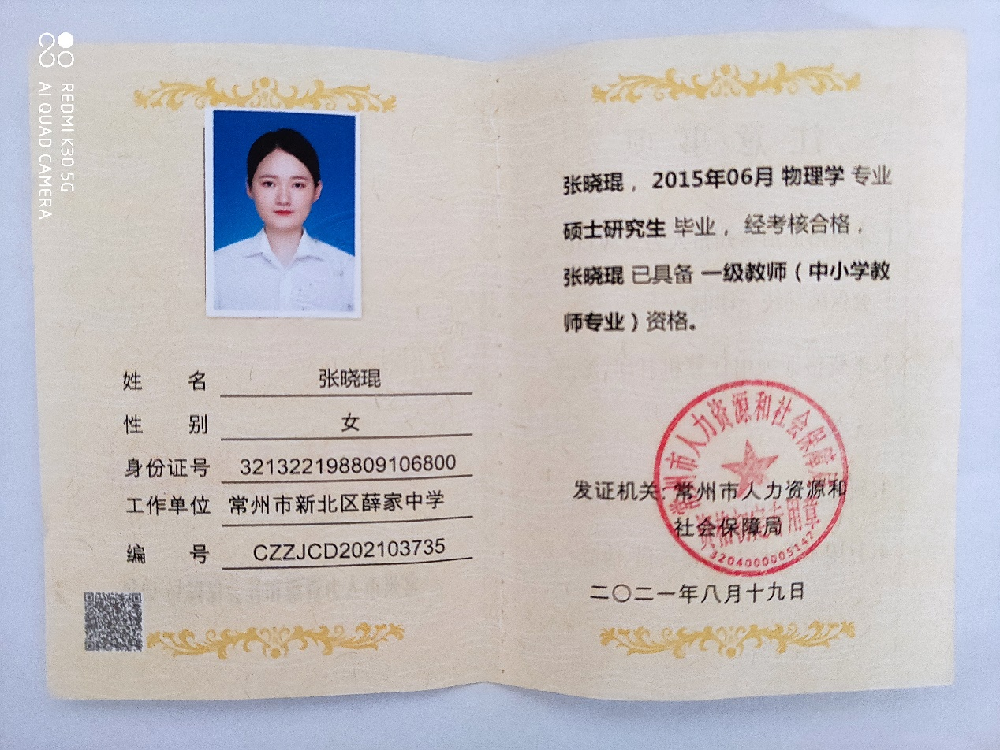 REDMI K30 5G
AI QUAD CAMERA
姓 名 张晓琨
性 别 女
身份证号 321322198809106800
工作单位 常州市新北区薛家中学
编 号 CZZJCD202103735
张晓琨, 2015年06月 物理学 专业
硕士研究生 毕业, 经考核合格,
张晓琨 已具备 一级教师(中小学教
师专业)资格。
发证机关:常州市人力资源和
社会保障局
二〇二一年八月十九日
常州市人力资源和社会保障局
专用章
3204000005147